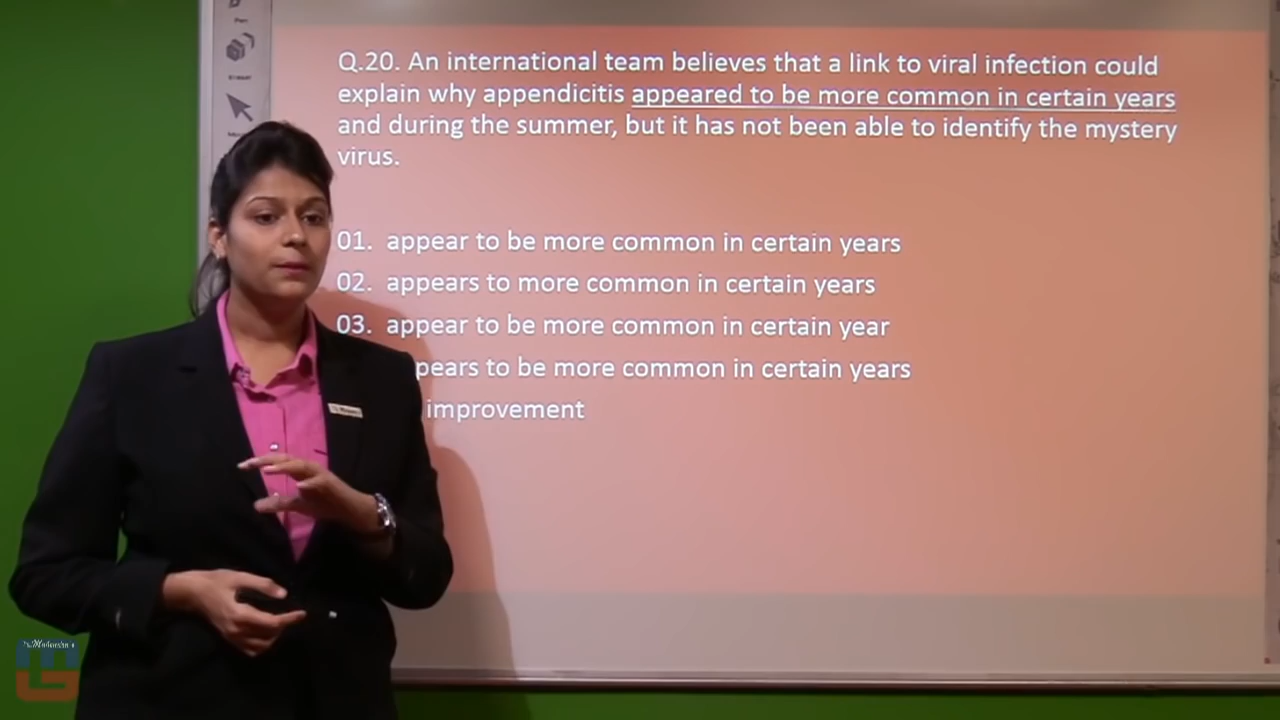 Q.20. An international team believes that a link to viral infection could
explain why appendicitis appeared to be more common in certain years
and during the summer, but it has not been able to identify the mystery
virus.
01. appear to be more common in certain years
02. appears to more common in certain years
03. appear to be more common in certain year
pears to be more common in certain years
improvement